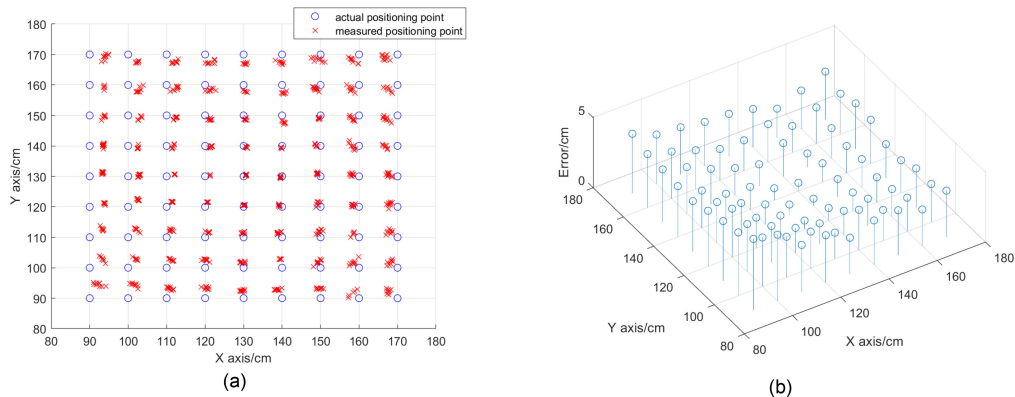 actual positioning point
measured positioning point
180
170
160
150
140
130
120
110
100
90
80
Y axis/cm
80 90 100 110 120 130 140 150 160 170 180
X axis/cm
(a)
5
0
Error/cm
180
160
140
120
100
80
Y axis/cm
80
100
120
140
160
180
X axis/cm
(b)